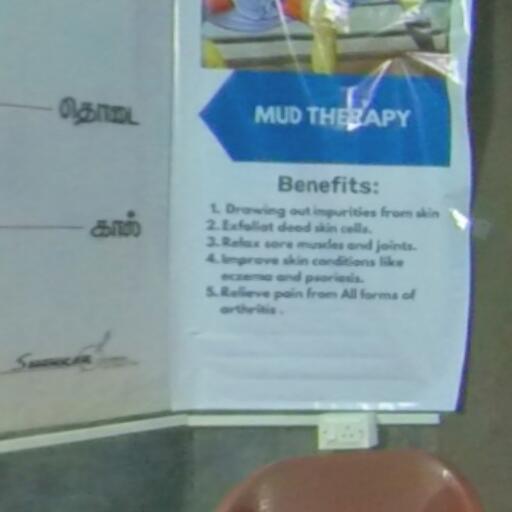 தொடை
கால்
MUD THERAPY
Benefits:
1. Drawing out impurities from skin
2. Exfoliat dead skin cells.
3. Relax sore muscles and joints.
4. Improve skin conditions like
eczema and psoriasis.
5. Relieve pain from All forms of
arthritis .